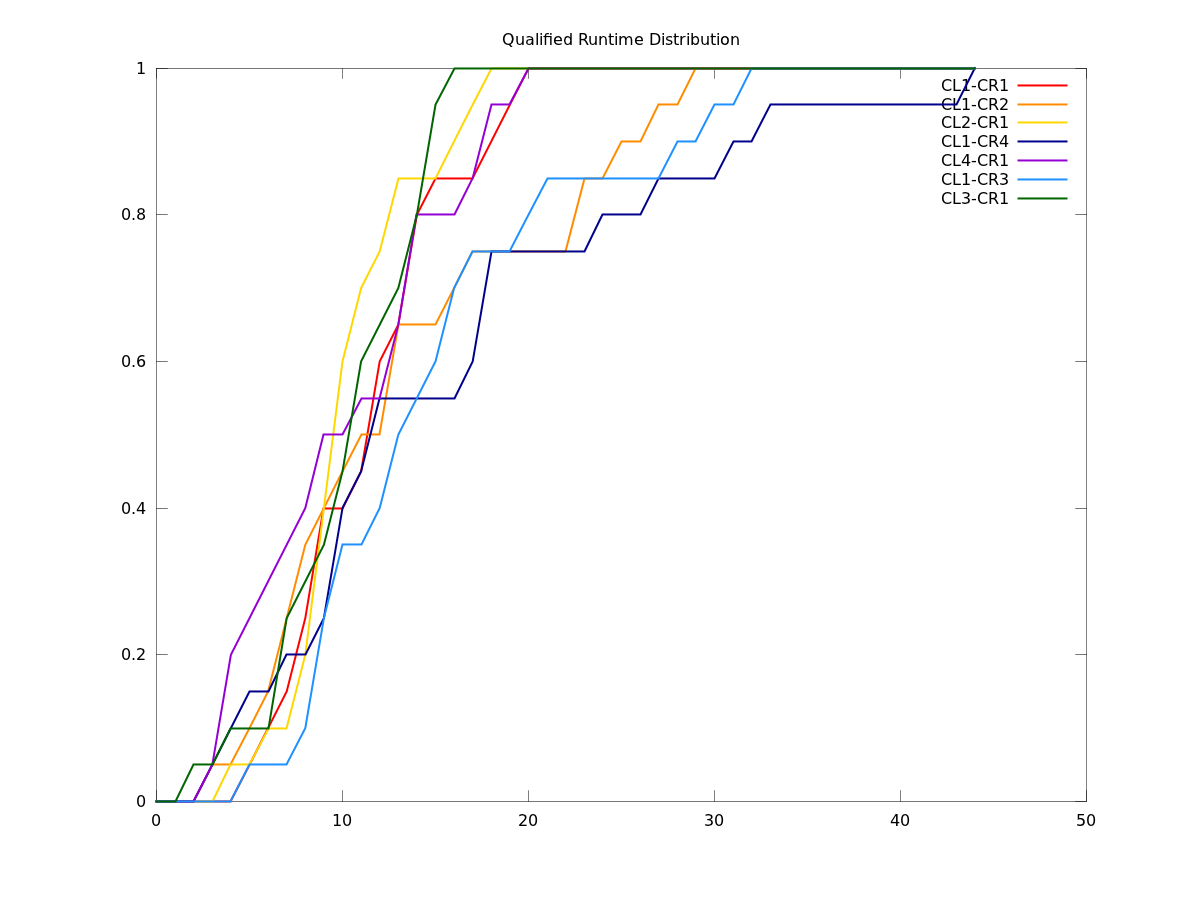 Qualified Runtime Distribution
1
0.8
0.6
0.4
0.2
0
0 10 20 30 40 50
CL1-CR1
CL1-CR2
CL2-CR1
CL1-CR4
CL4-CR1
CL1-CR3
CL3-CR1